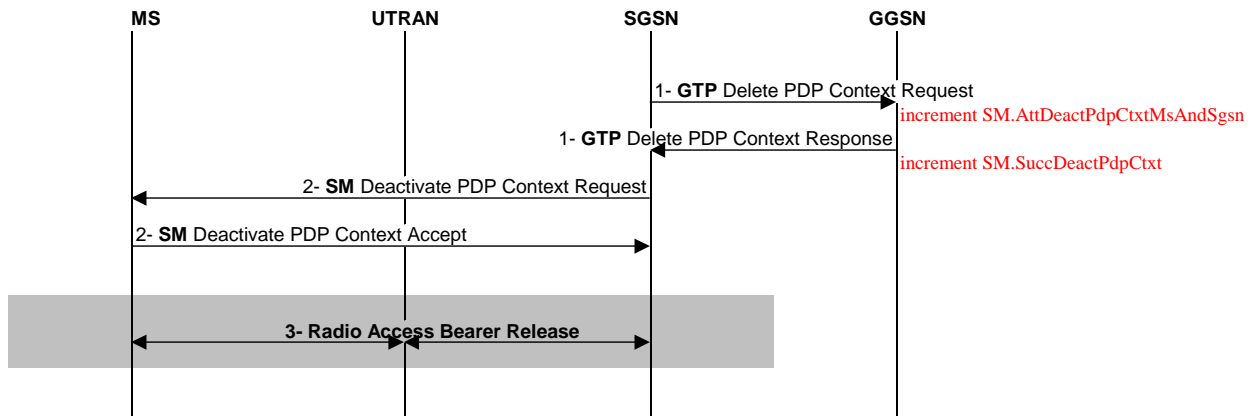 MS UTRAN SGSN GGSN
1- GTP Delete PDP Context Request
increment SM.AttDeactPdpCtxtMsAndSgsn
1- GTP Delete PDP Context Response
increment SM.SuccDeactPdpCtxt
2- SM Deactivate PDP Context Request
2- SM Deactivate PDP Context Accept
3- Radio Access Bearer Release